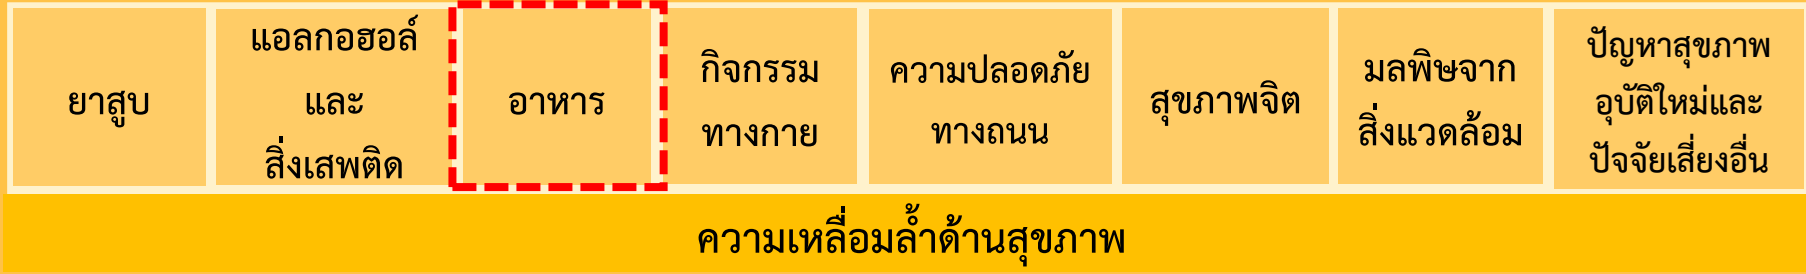 ยาสูบ
แอลกอฮอล์
และ
สิ่งเสพติด
อาหาร
กิจกรรม
ทางกาย
ความปลอดภัย
ทางถนน
สุขภาพจิต
มลพิษจาก
สิ่งแวดล้อม
ปัญหาสุขภาพ
อุบัติใหม่และ
ปัจจัยเสี่ยงอื่น
ความเหลื่อมล้ำด้านสุขภาพ